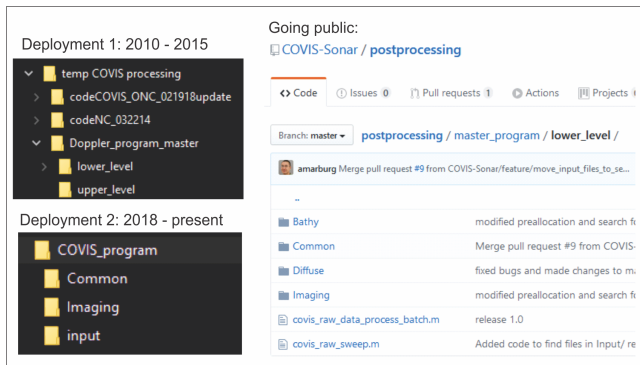 Deployment 1: 2010 - 2015
temp COVIS processing
codeCOVIS_ONC_021918update
codeNC_032214
Doppler_program_master
lower_level
upper_level
Deployment 2: 2018 - present
COVIS_program
Common
Imaging
input
Going public:
COVIS-Sonar / postprocessing
Code Issues 0 Pull requests 1 Actions Projects
Branch: master postprocessing / master_program / lower_level /
amarburg Merge pull request #9 from COVIS-Sonar/feature/move_input_files_to_se...
..
Bathy modified preallocation and search
Common Merge pull request #9 from COVIS-
Diffuse fixed bugs and made changes to
Imaging modified preallocation and search
covis_raw_data_process_batch.m release 1.0
covis_raw_sweep.m Added code to find files in Input/